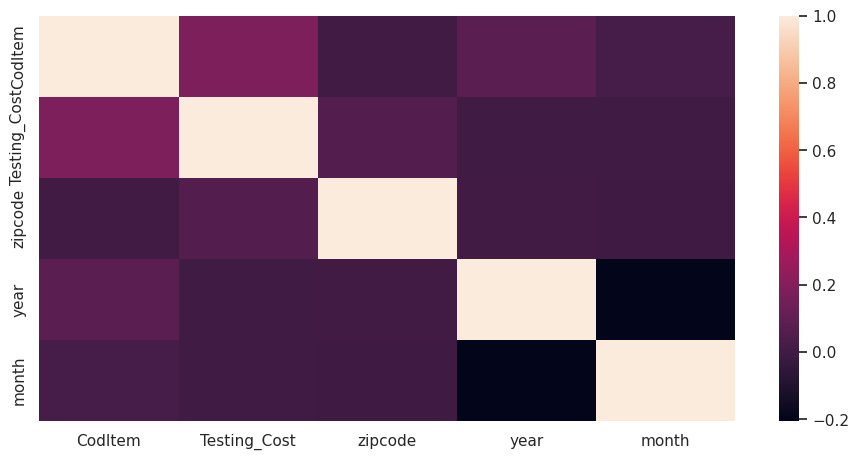 CodItem
Testing_Cost
zipcode
year
month
CodItem Testing_Cost zipcode year month
1.0
0.8
0.6
0.4
0.2
0.0
−0.2